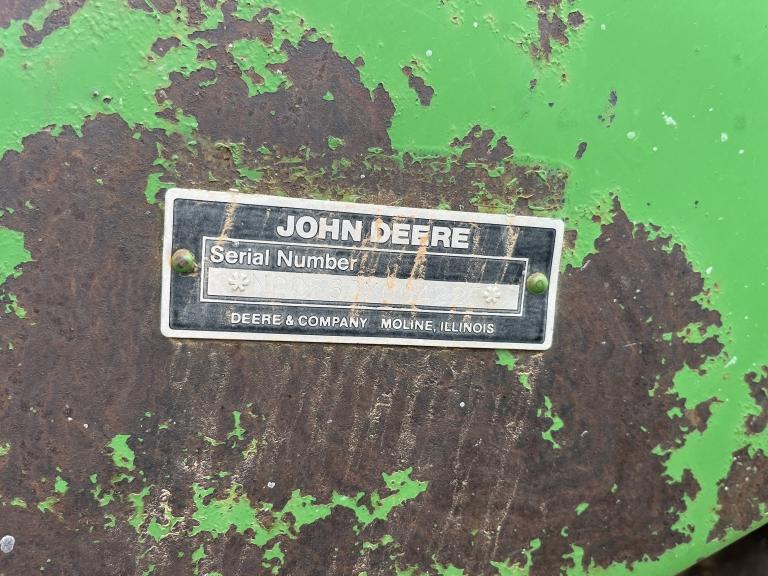 JOHN DEERE
Serial Number
DEERE & COMPANY MOLINE, ILLINOIS